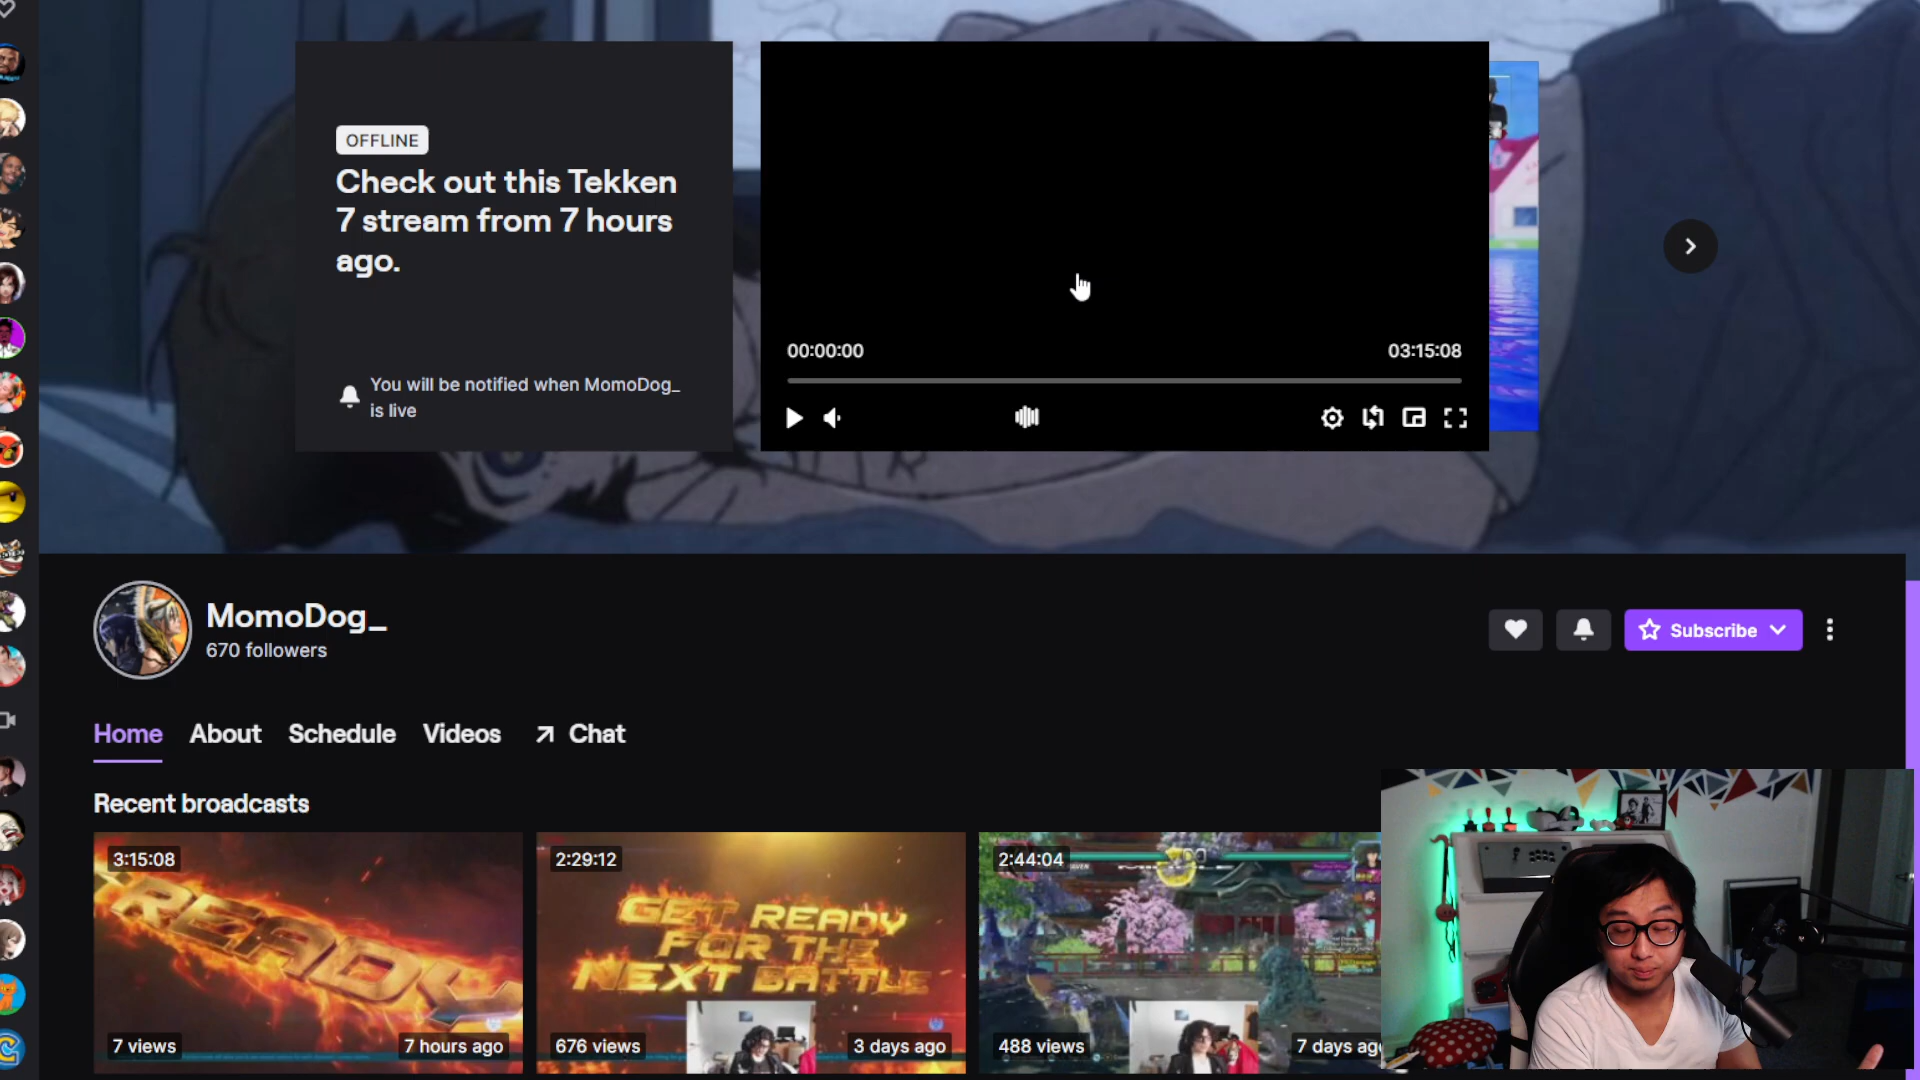 OFFLINE
Check out this Tekken
7 stream from 7 hours
ago.
You will be notified when MomoDog_
is live
00:00:00
03:15:08
MomoDog_
670 followers
Subscribe
Home
About
Schedule
Videos
Chat
Recent broadcasts
3:15:08
READY
7 views
7 hours ago
2:29:12
GET READY
FOR THE
NEXT BATTLE
676 views
3 days ago
2:44:04
488 views
7 days ag